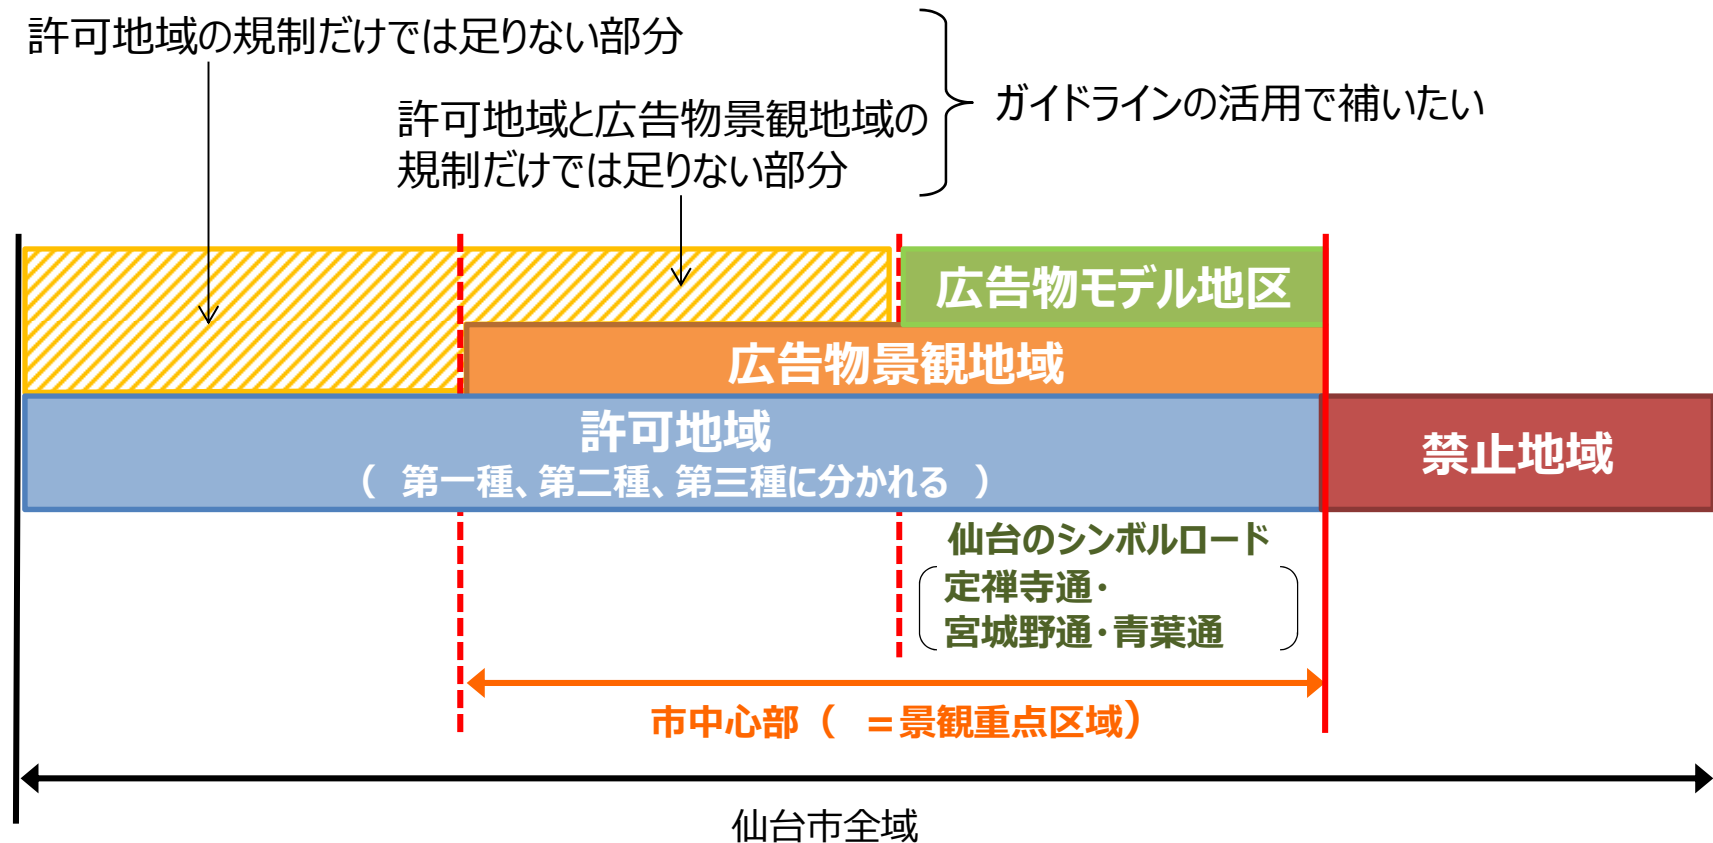 許可地域の規制だけでは足りない部分
許可地域と広告物景観地域の
規制だけでは足りない部分
ガイドラインの活用で補いたい
広告物モデル地区
広告物景観地域
許可地域
（ 第一種、第二種、第三種に分かれる ）
禁止地域
仙台のシンボルロード
定禅寺通・
宮城野通・青葉通
市中心部（ ＝景観重点区域）
仙台市全域